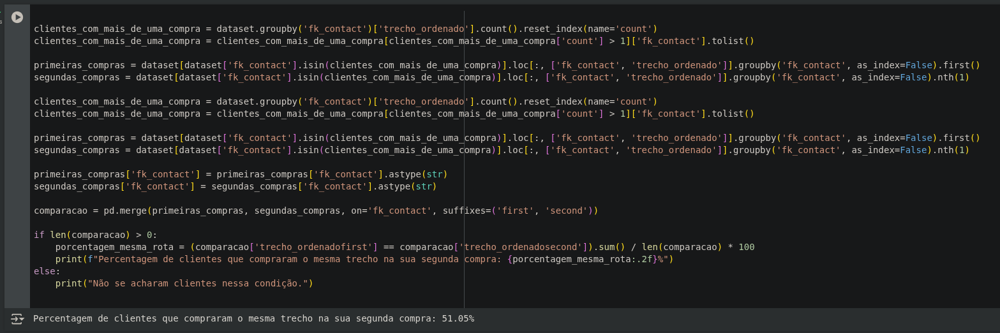 clientes_com_mais_de_uma_compra = dataset.groupby('fk_contact')['trecho_ordenado'].count().reset_index(name='count')
clientes_com_mais_de_uma_compra = clientes_com_mais_de_uma_compra[clientes_com_mais_de_uma_compra['count'] > 1]['fk_contact'].tolist()
primeiras_compras = dataset[dataset['fk_contact'].isin(clientes_com_mais_de_uma_compra)].loc[:, ['fk_contact', 'trecho_ordenado']].groupby('fk_contact', as_index=False).first()
segundas_compras = dataset[dataset['fk_contact'].isin(clientes_com_mais_de_uma_compra)].loc[:, ['fk_contact', 'trecho_ordenado']].groupby('fk_contact', as_index=False).nth(1)
clientes_com_mais_de_uma_compra = dataset.groupby('fk_contact')['trecho_ordenado'].count().reset_index(name='count')
clientes_com_mais_de_uma_compra = clientes_com_mais_de_uma_compra[clientes_com_mais_de_uma_compra['count'] > 1]['fk_contact'].tolist()
primeiras_compras = dataset[dataset['fk_contact'].isin(clientes_com_mais_de_uma_compra)].loc[:, ['fk_contact', 'trecho_ordenado']].groupby('fk_contact', as_index=False).first()
segundas_compras = dataset[dataset['fk_contact'].isin(clientes_com_mais_de_uma_compra)].loc[:, ['fk_contact', 'trecho_ordenado']].groupby('fk_contact', as_index=False).nth(1)
primeiras_compras['fk_contact'] = primeiras_compras['fk_contact'].astype(str)
segundas_compras['fk_contact'] = segundas_compras['fk_contact'].astype(str)
comparacao = pd.merge(primeiras_compras, segundas_compras, on='fk_contact', suffixes=('first', 'second'))
if len(comparacao) > 0:
    porcentagem_mesma_rota = (comparacao['trecho_ordenadofirst'] == comparacao['trecho_ordenadosecond']).sum() / len(comparacao) * 100
    print(f"Percentagem de clientes que compraram o mesma trecho na sua segunda compra: {porcentagem_mesma_rota:.2f}%")
else:
    print("Não se acharam clientes nessa condição.")
Percentagem de clientes que compraram o mesma trecho na sua segunda compra: 51.05%